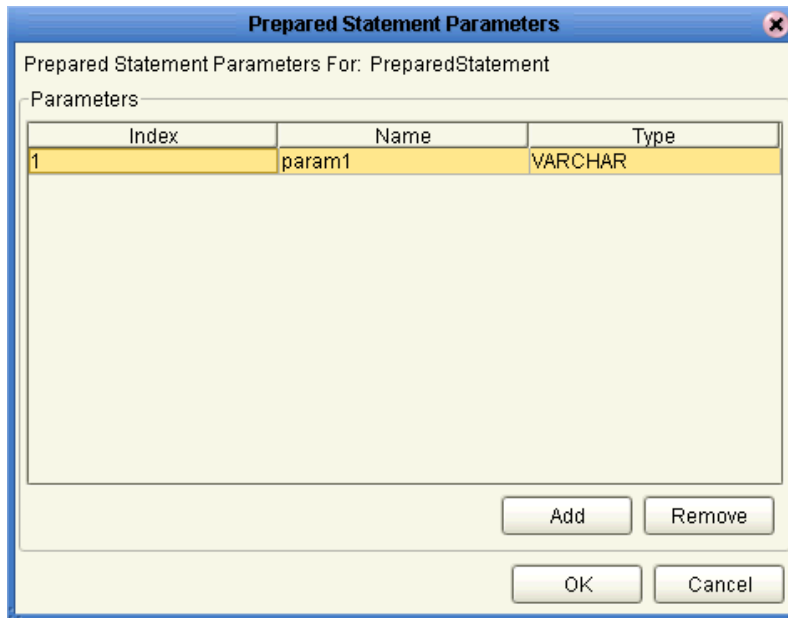 Prepared Statement Parameters
Prepared Statement Parameters For: PreparedStatement
Parameters
Index Name Type
1 param1 VARCHAR
Add Remove
OK Cancel